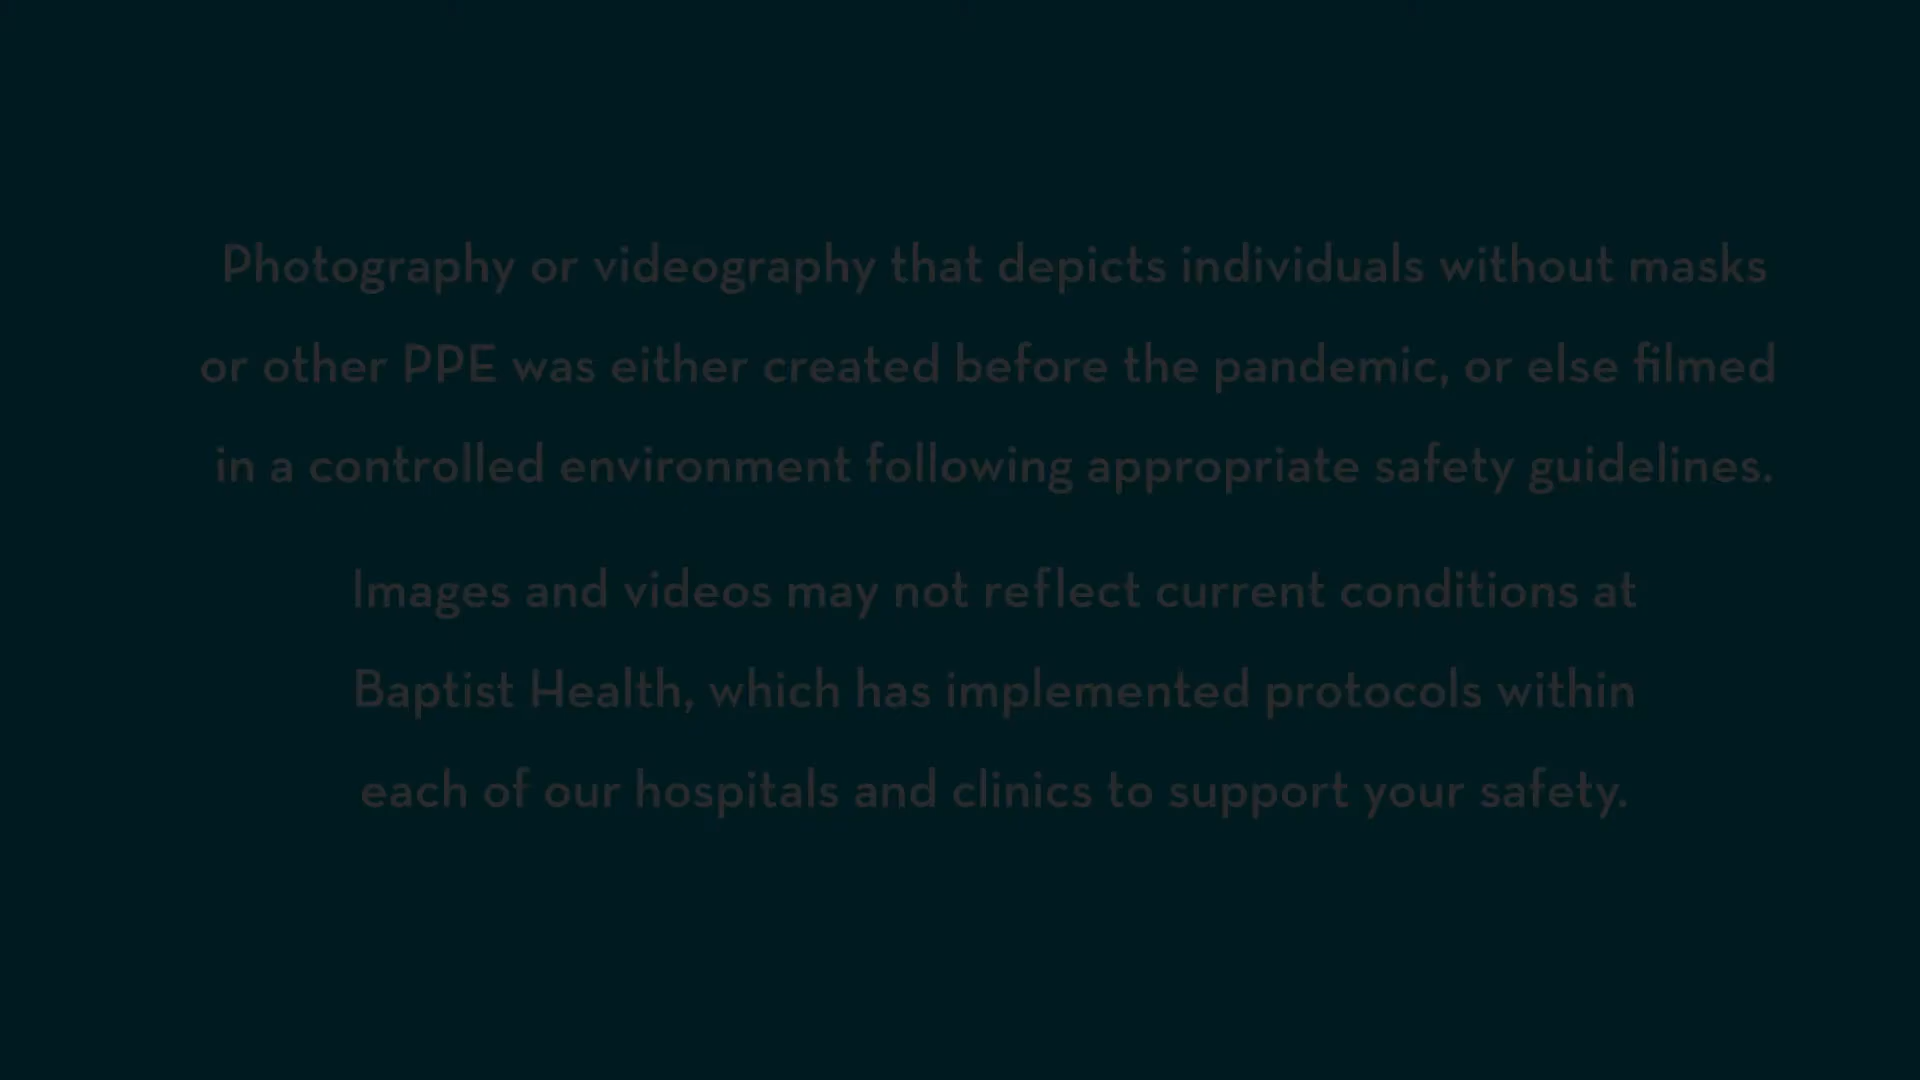 Photography or videography that depicts individuals without masks
or other PPE was either created before the pandemic, or else filmed
in a controlled environment following appropriate safety guidelines.
Images and videos may not reflect current conditions at
Baptist Health, which has implemented protocols within
each of our hospitals and clinics to support your safety.